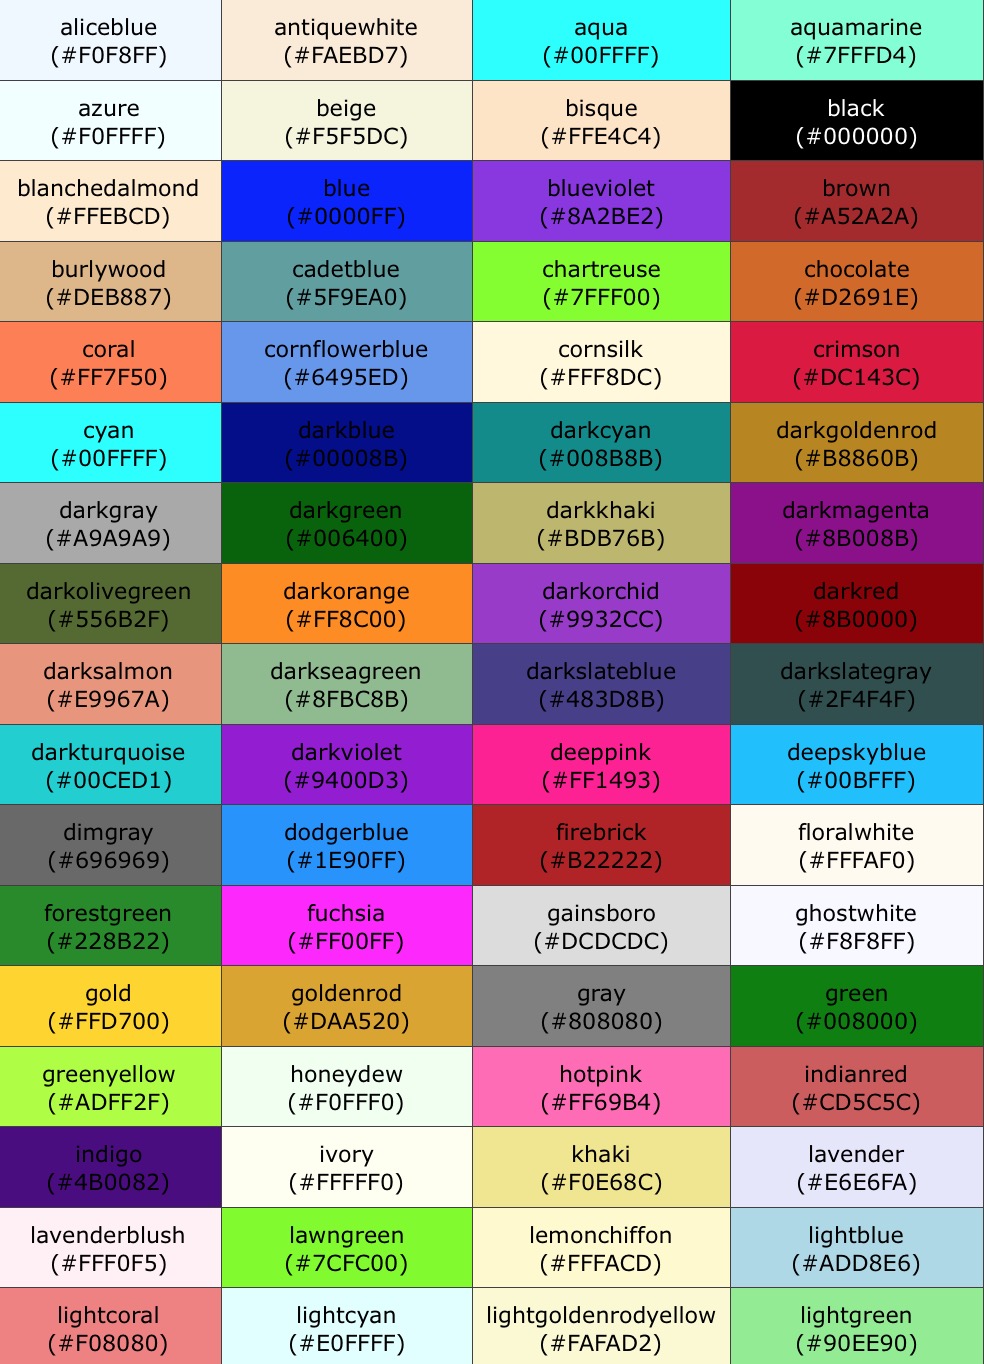 aliceblue
(#F0F8FF)
antiquewhite
(#FAEBD7)
aqua
(#00FFFF)
aquamarine
(#7FFFD4)
azure
(#F0FFFF)
beige
(#F5F5DC)
bisque
(#FFE4C4)
black
(#000000)
blanchedalmond
(#FFEBCD)
blue
(#0000FF)
blueviolet
(#8A2BE2)
brown
(#A52A2A)
burlywood
(#DEB887)
cadetblue
(#5F9EA0)
chartreuse
(#7FFF00)
chocolate
(#D2691E)
coral
(#FF7F50)
cornflowerblue
(#6495ED)
cornsilk
(#FFF8DC)
crimson
(#DC143C)
cyan
(#00FFFF)
darkblue
(#00008B)
darkcyan
(#008B8B)
darkgoldenrod
(#B8860B)
darkgray
(#A9A9A9)
darkgreen
(#006400)
darkkhaki
(#BDB76B)
darkmagenta
(#8B008B)
darkolivegreen
(#556B2F)
darkorange
(#FF8C00)
darkorchid
(#9932CC)
darkred
(#8B0000)
darksalmon
(#E9967A)
darkseagreen
(#8FBC8B)
darkslateblue
(#483D8B)
darkslategray
(#2F4F4F)
darkturquoise
(#00CED1)
darkviolet
(#9400D3)
deeppink
(#FF1493)
deepskyblue
(#00BFFF)
dimgray
(#696969)
dodgerblue
(#1E90FF)
firebrick
(#B22222)
floralwhite
(#FFFAF0)
forestgreen
(#228B22)
fuchsia
(#FF00FF)
gainsboro
(#DCDCDC)
ghostwhite
(#F8F8FF)
gold
(#FFD700)
goldenrod
(#DAA520)
gray
(#808080)
green
(#008000)
greenyellow
(#ADFF2F)
honeydew
(#F0FFF0)
hotpink
(#FF69B4)
indianred
(#CD5C5C)
indigo
(#4B0082)
ivory
(#FFFFF0)
khaki
(#F0E68C)
lavender
(#E6E6FA)
lavenderblush
(#FFF0F5)
lawngreen
(#7CFC00)
lemonchiffon
(#FFFACD)
lightblue
(#ADD8E6)
lightcoral
(#F08080)
lightcyan
(#E0FFFF)
lightgoldenrodyellow
(#FAFAD2)
lightgreen
(#90EE90)